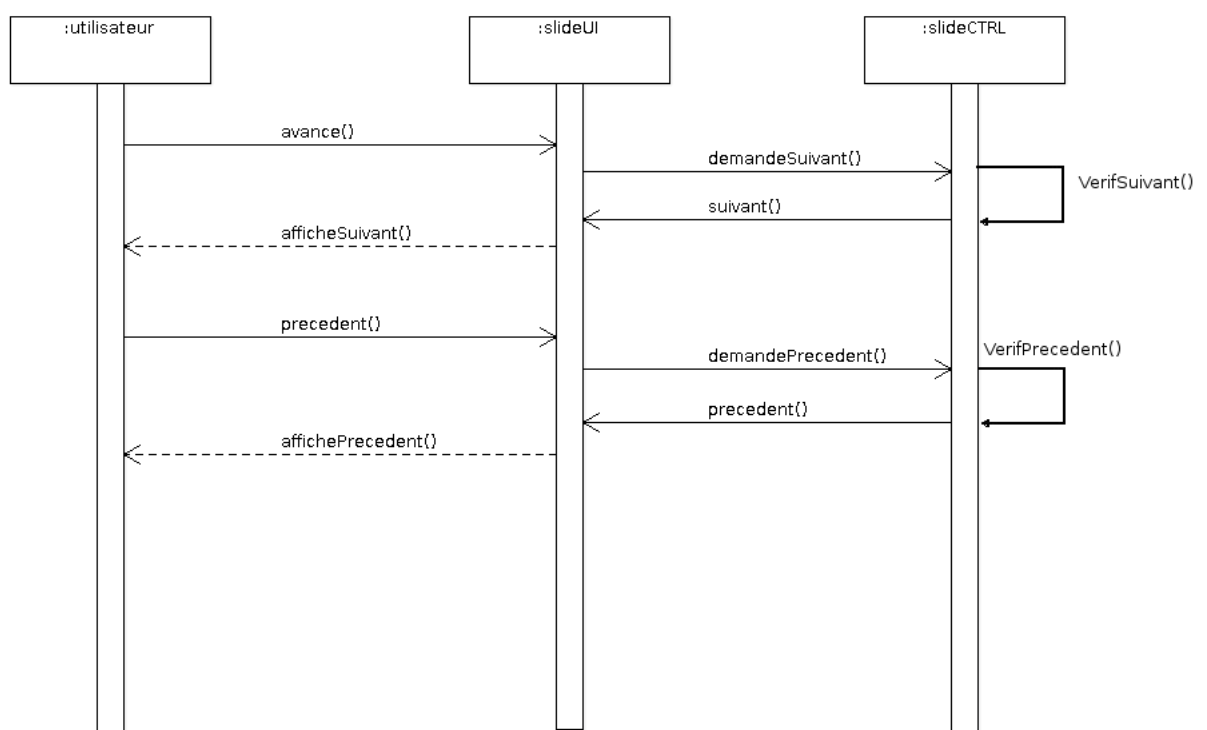 :utilisateur
:slideUI
:slideCTRL
avance()
demandeSuivant()
VerifSuivant()
suivant()
afficheSuivant()
precedent()
demandePrecedent()
VerifPrecedent()
precedent()
affichePrecedent()